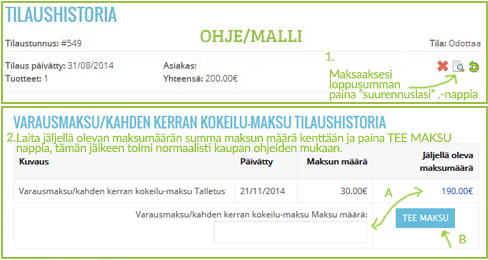 TILAUSHISTORIA
OHJE/MALLI
Tilaustunnus: #549
Tila: Odottaa
Tilaus päivätty: 31/08/2014
Asiakas:
Tuotteet: 1
Yhteensä: 200.00€
1.
Maksaaksesi
loppusumman
paina "suurennuslasi" .-nappia
VARAUSMAKSU/KAHDEN KERRAN KOKEILU-MAKSU TILAUSHISTORIA
2.Laita jäljellä olevan maksumäärän summa maksun määrä kenttään ja paina TEE MAKSU
nappia, tämän jälkeen toimi normaalisti kaupan ohjeiden mukaan.
Kuvaus
Päivätty
Maksun määrä
Jäljellä oleva
maksumäärä
Varausmaksu/kahden kerran kokeilu-maksu Talletus
21/11/2014
30.00€
190.00€
Varausmaksu/kahden kerran kokeilu-maksu Maksu määrä:
A
TEE MAKSU
B